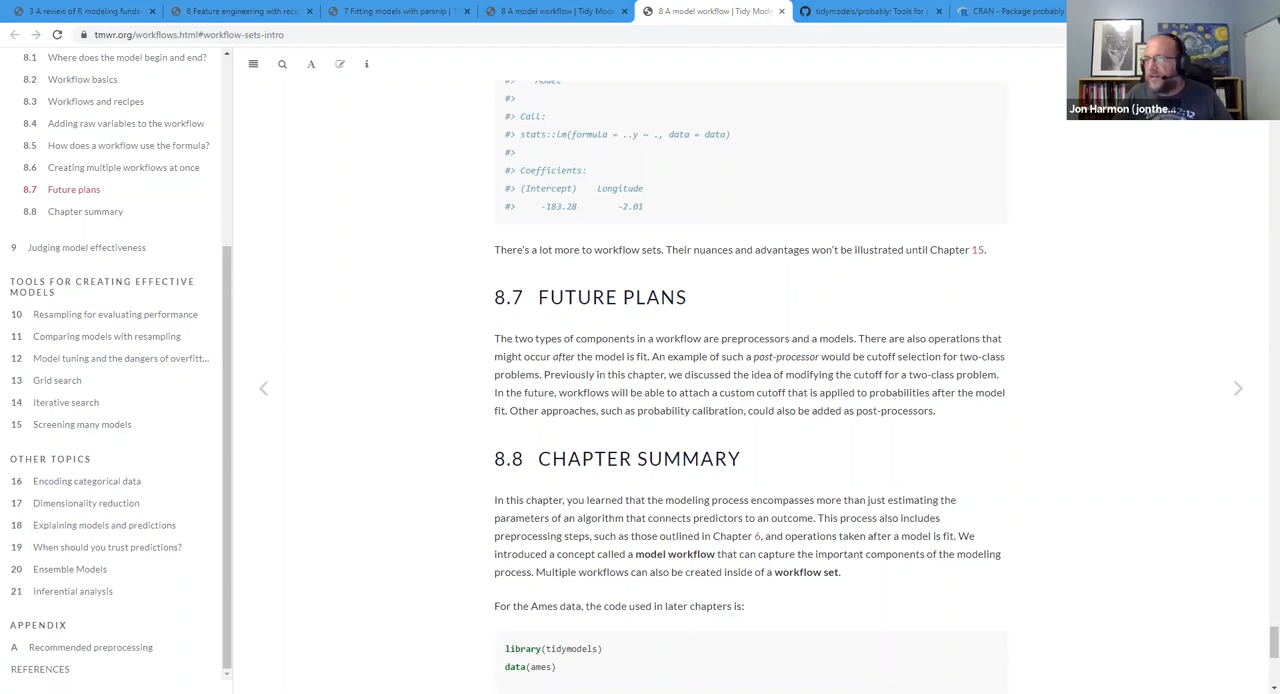 3 A review of R modeling funda
6 Feature engineering with recip
7 Fitting models with parsnip | T
8 A model workflow | Tidy Mode
8 A model workflow | Tidy Mode
tidymodels/probably: Tools for p
CRAN - Package probably
tmwr.org/workflows.html#workflow-sets-intro
Jon Harmon (jonthe...
8.1 Where does the model begin and end?
8.2 Workflow basics
8.3 Workflows and recipes
8.4 Adding raw variables to the workflow
8.5 How does a workflow use the formula?
8.6 Creating multiple workflows at once
8.7 Future plans
8.8 Chapter summary
9 Judging model effectiveness
TOOLS FOR CREATING EFFECTIVE
MODELS
10 Resampling for evaluating performance
11 Comparing models with resampling
12 Model tuning and the dangers of overfitt...
13 Grid search
14 Iterative search
15 Screening many models
OTHER TOPICS
16 Encoding categorical data
17 Dimensionality reduction
18 Explaining models and predictions
19 When should you trust predictions?
20 Ensemble Models
21 Inferential analysis
APPENDIX
A Recommended preprocessing
REFERENCES
#> Model
#>
#> Call:
#> stats::lm(formula = ..y ~ ., data = data)
#>
#> Coefficients:
#> (Intercept) Longitude
#> -183.28 -2.01
There's a lot more to workflow sets. Their nuances and advantages won't be illustrated until Chapter 15.
8.7 FUTURE PLANS
The two types of components in a workflow are preprocessors and a models. There are also operations that
might occur after the model is fit. An example of such a post-processor would be cutoff selection for two-class
problems. Previously in this chapter, we discussed the idea of modifying the cutoff for a two-class problem.
In the future, workflows will be able to attach a custom cutoff that is applied to probabilities after the model
fit. Other approaches, such as probability calibration, could also be added as post-processors.
8.8 CHAPTER SUMMARY
In this chapter, you learned that the modeling process encompasses more than just estimating the
parameters of an algorithm that connects predictors to an outcome. This process also includes
preprocessing steps, such as those outlined in Chapter 6, and operations taken after a model is fit. We
introduced a concept called a model workflow that can capture the important components of the modeling
process. Multiple workflows can also be created inside of a workflow set.
For the Ames data, the code used in later chapters is:
library(tidymodels)
data(ames)